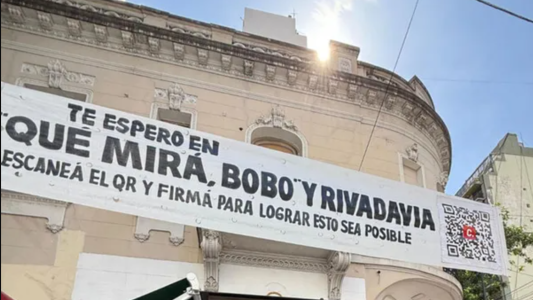 TE ESPERO EN
"QUÉ MIRÁ, BOBO" Y RIVADAVIA
ESCANEÁ EL QR Y FIRMÁ PARA LOGRAR ESTO SEA POSIBLE